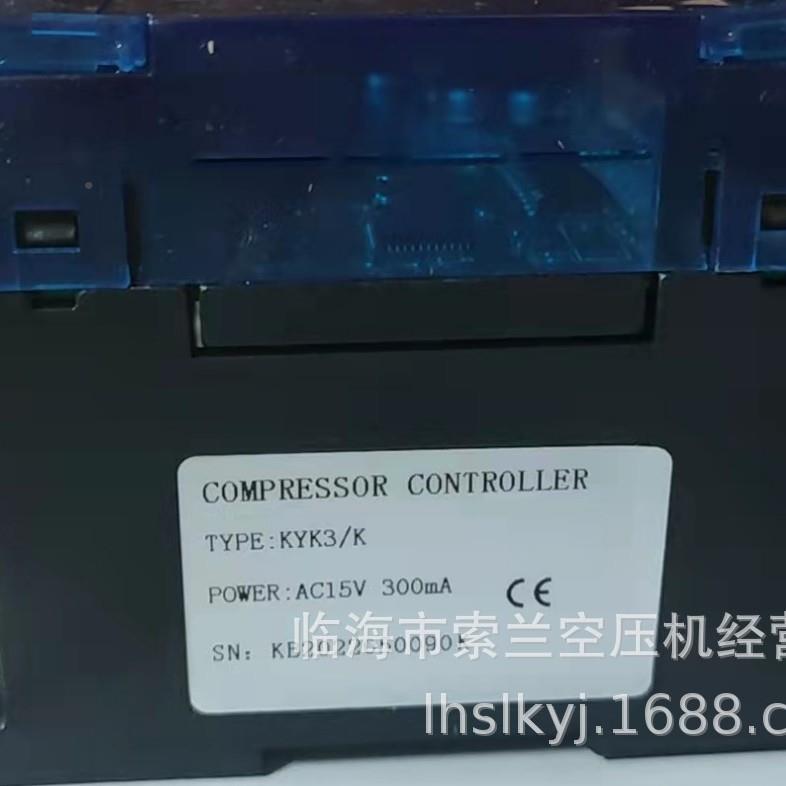 COMPRESSOR CONTROLLER
TYPE:KYK3/K
POWER:AC15V 300mA
CE
SN:
临海市索兰空压机经营
lhslkyj.1688.c